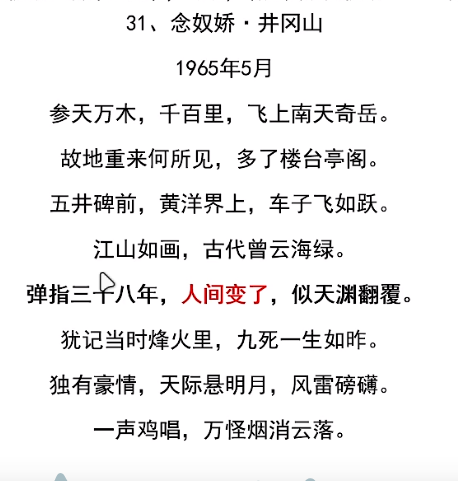 31、念奴娇·井冈山
1965年5月
参天万木，千百里，飞上南天奇岳。
故地重来何所见，多了楼台亭阁。
五井碑前，黄洋界上，车子飞如跃。
江山如画，古代曾云海绿。
弹指三十八年，人间变了，似天渊翻覆。
犹记当时烽火里，九死一生如昨。
独有豪情，天际悬明月，风雷磅礴。
一声鸡唱，万怪烟消云落。